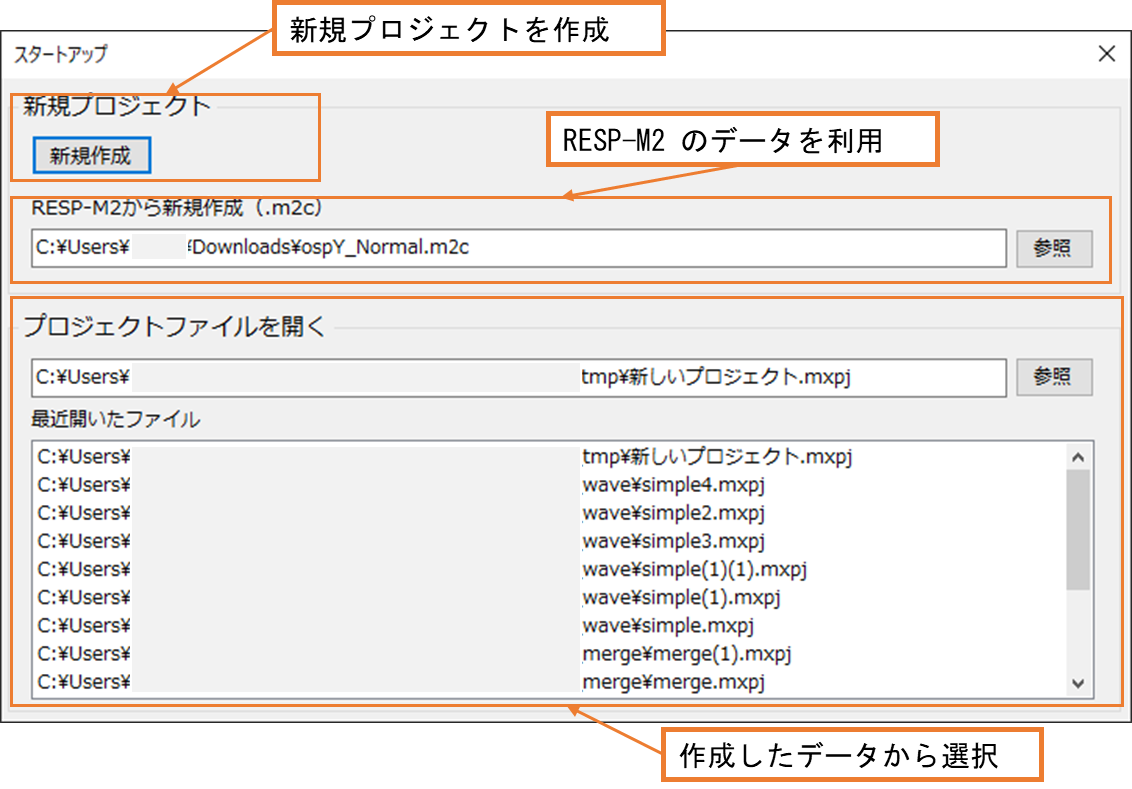 新規プロジェクトを作成
スタートアップ
新規プロジェクト
新規作成
RESP-M2 のデータを利用
RESP-M2から新規作成（.m2c）
C:¥Users¥ ¥Downloads¥ospY_Normal.m2c
参照
プロジェクトファイルを開く
C:¥Users¥ tmp¥新しいプロジェクト.mxpj
参照
最近開いたファイル
C:¥Users¥ tmp¥新しいプロジェクト.mxpj
C:¥Users¥ wave¥simple4.mxpj
C:¥Users¥ wave¥simple2.mxpj
C:¥Users¥ wave¥simple3.mxpj
C:¥Users¥ wave¥simple(1)(1).mxpj
C:¥Users¥ wave¥simple(1).mxpj
C:¥Users¥ wave¥simple.mxpj
C:¥Users¥ merge¥merge(1).mxpj
C:¥Users¥ merge¥merge.mxpj
作成したデータから選択